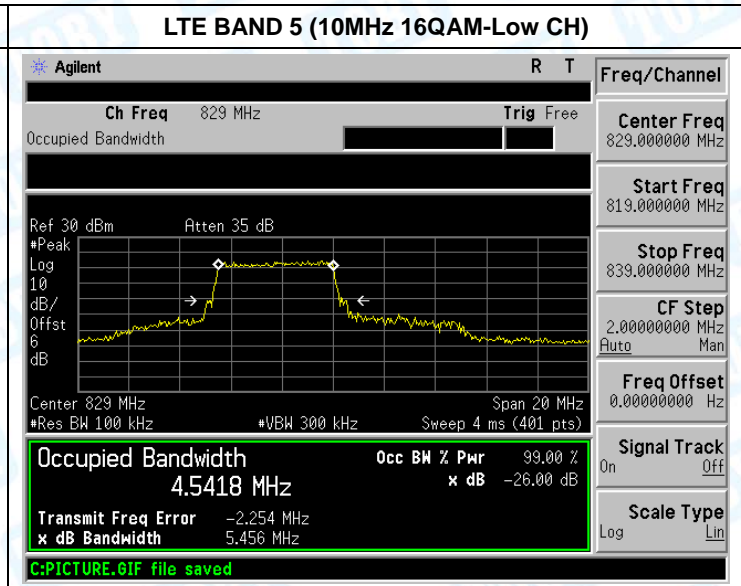 LTE BAND 5 (10MHz 16QAM-Low CH)
Agilent R T
Freq/Channel
Ch Freq 829 MHz Trig Free
Occupied Bandwidth
Center Freq
829.000000 MHz
Start Freq
819.000000 MHz
Stop Freq
839.000000 MHz
CF Step
2.00000000 MHz
Auto Man
Freq Offset
0.00000000 Hz
Signal Track
On Off
Scale Type
Log Lin
Ref 30 dBm Atten 35 dB
#Peak
Log
10
dB/
Offst
6
dB
Center 829 MHz Span 20 MHz
#Res BW 100 kHz #VBW 300 kHz Sweep 4 ms (401 pts)
Occupied Bandwidth Occ BW % Pwr 99.00 %
4.5418 MHz x dB -26.00 dB
Transmit Freq Error -2.254 MHz
x dB Bandwidth 5.456 MHz
C:PICTURE.GIF file saved